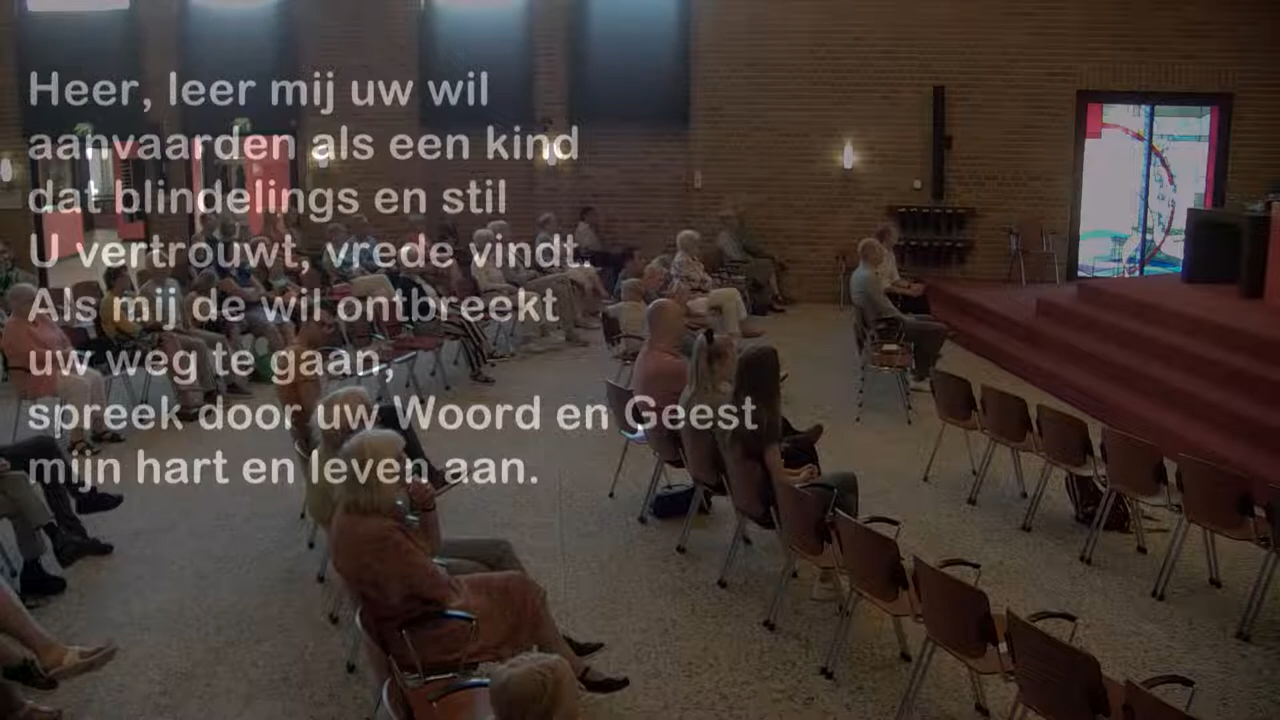 Heer, leer mij uw wil
aanvaarden als een kind
dat blindelings en stil
U vertrouwt, vrede vindt.
Als mij de wil ontbreekt
uw weg te gaan,
spreek door uw Woord en Geest
mijn hart en leven aan.